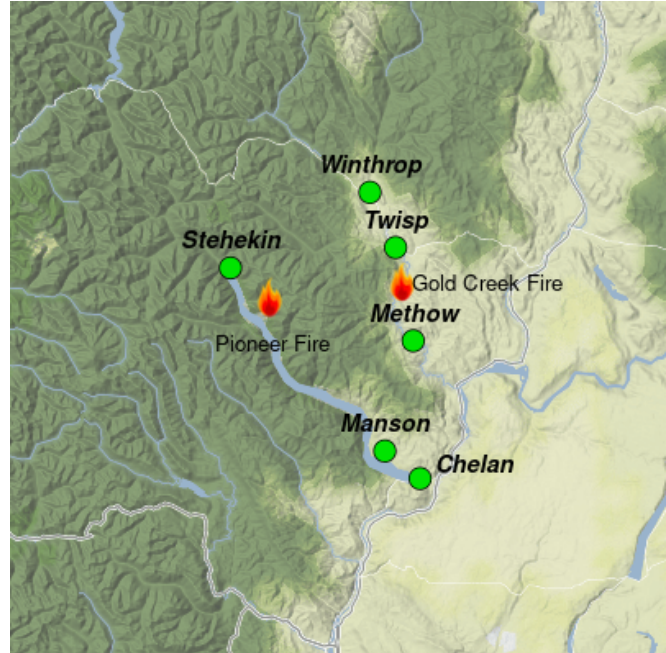 Winthrop
Twisp
Stehekin
Gold Creek Fire
Methow
Pioneer Fire
Manson
Chelan